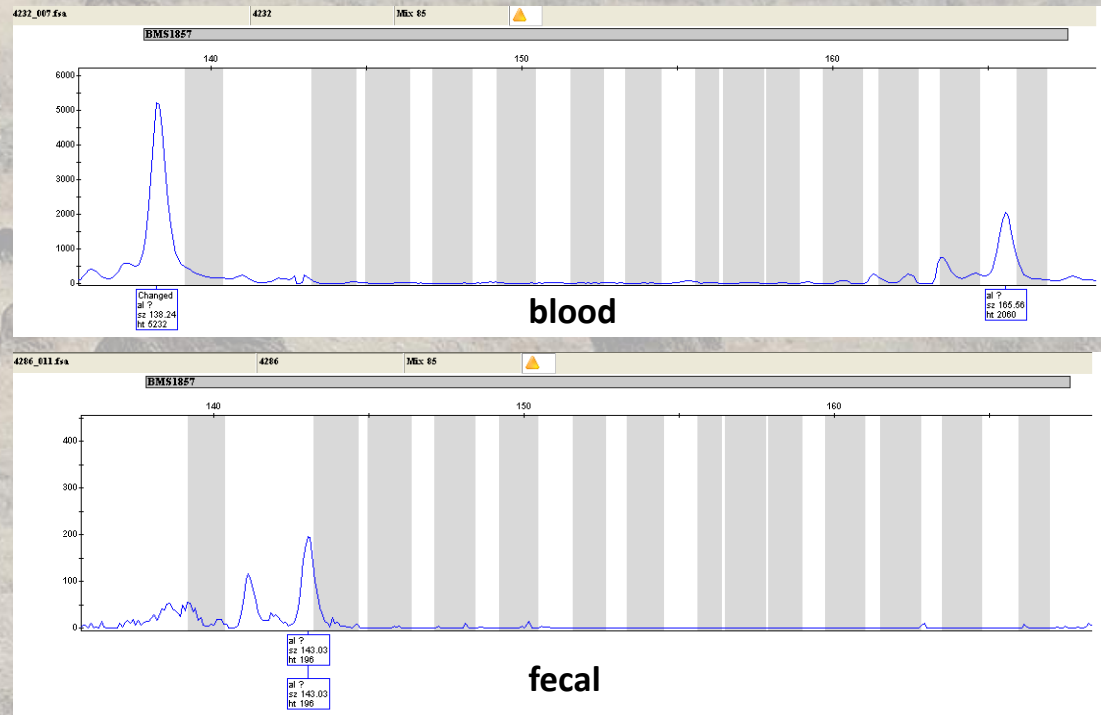 4232_007.fsa 4232 Mix 85
BMS1857
140 150 160
6000
5000
4000
3000
2000
1000
0
Changed
al ?
sz 138.24
ht 5232
al ?
sz 165.56
ht 2060
blood
4286_011.fsa 4286 Mix 85
BMS1857
140 150 160
400
300
200
100
0
al ?
sz 143.03
ht 196
al ?
sz 143.03
ht 196
fecal